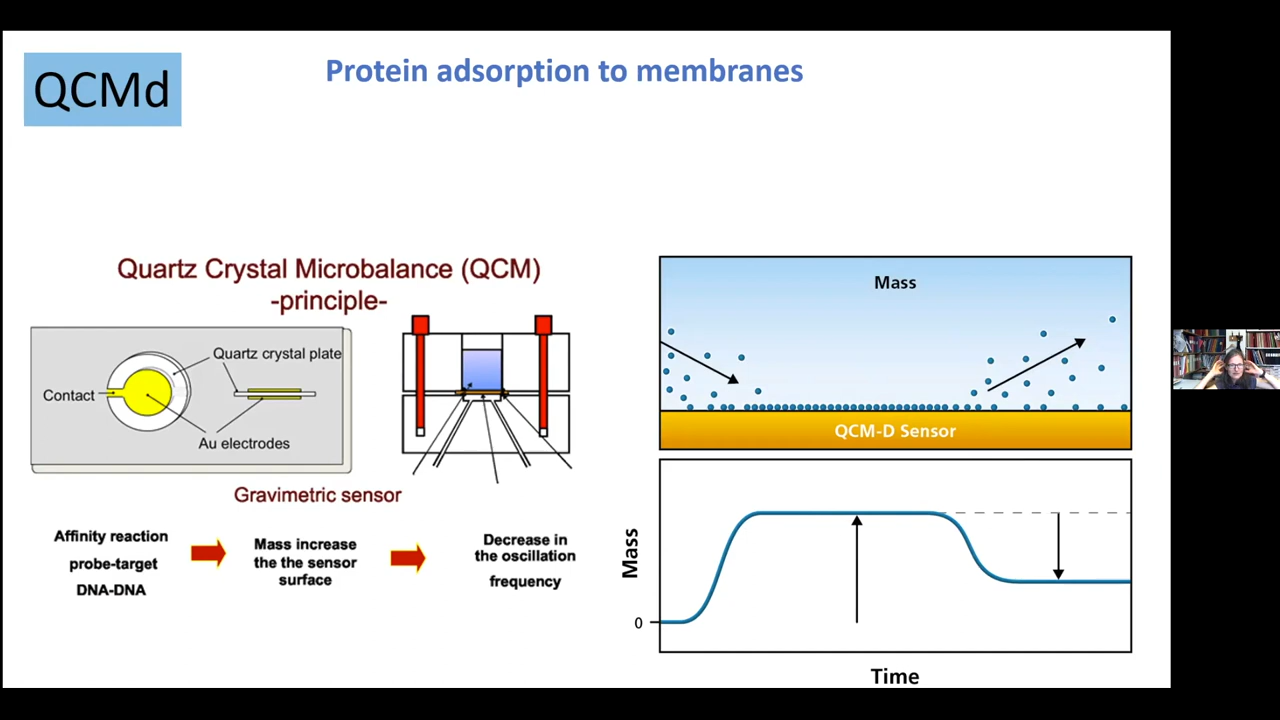 QCMd
Protein adsorption to membranes
Quartz Crystal Microbalance (QCM)
-principle-
Quartz crystal plate
Contact
Au electrodes
Gravimetric sensor
Affinity reaction
probe-target
DNA-DNA
Mass increase
the the sensor
surface
Decrease in
the oscillation
frequency
Mass
QCM-D Sensor
Mass
0
Time